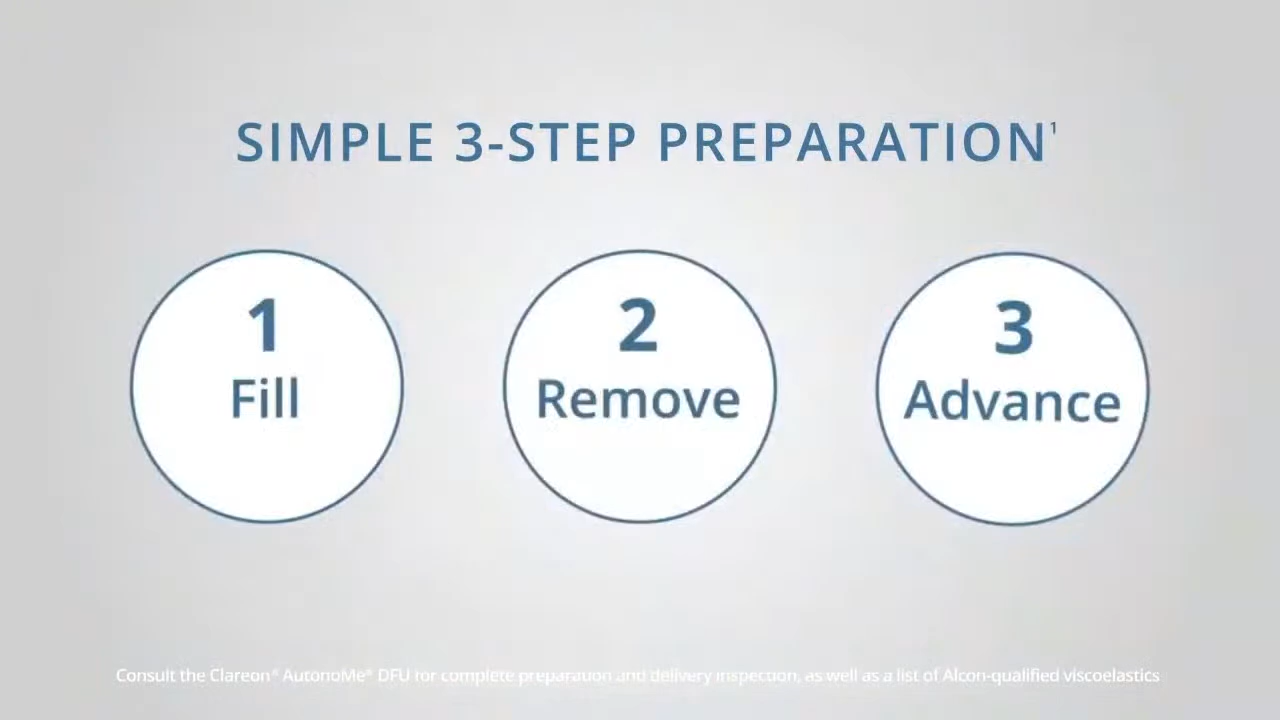 SIMPLE 3-STEP PREPARATION¹
1
Fill
2
Remove
3
Advance
Consult the Clareon® AutonoMe® DFU for complete preparation and delivery inspection, as well as a list of Alcon-qualified viscoelastics